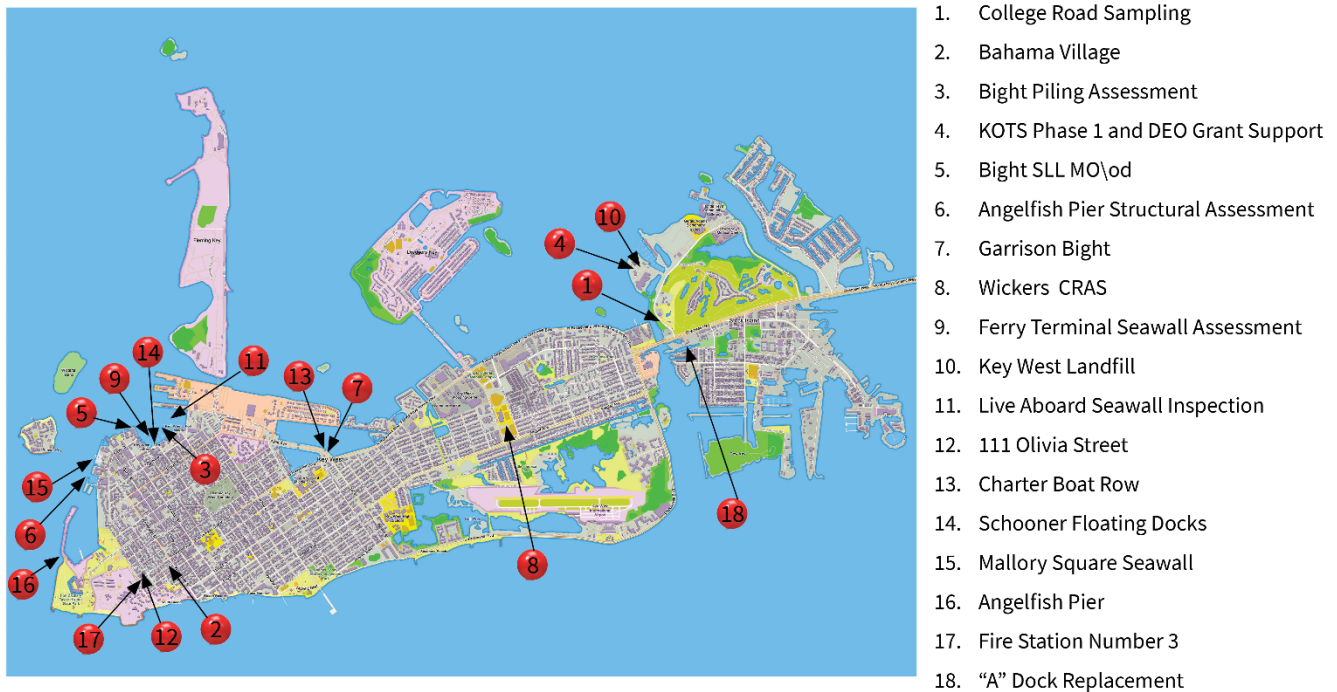 10
4
1
14
9
11
13
7
5
3
15
6
18
8
16
17
12
2
Fleming Key
Key West
1. College Road Sampling
2. Bahama Village
3. Bight Piling Assessment
4. KOTS Phase 1 and DEO Grant Support
5. Bight SLL MO\od
6. Angelfish Pier Structural Assessment
7. Garrison Bight
8. Wickers CRAS
9. Ferry Terminal Seawall Assessment
10. Key West Landfill
11. Live Aboard Seawall Inspection
12. 111 Olivia Street
13. Charter Boat Row
14. Schooner Floating Docks
15. Mallory Square Seawall
16. Angelfish Pier
17. Fire Station Number 3
18. “A” Dock Replacement